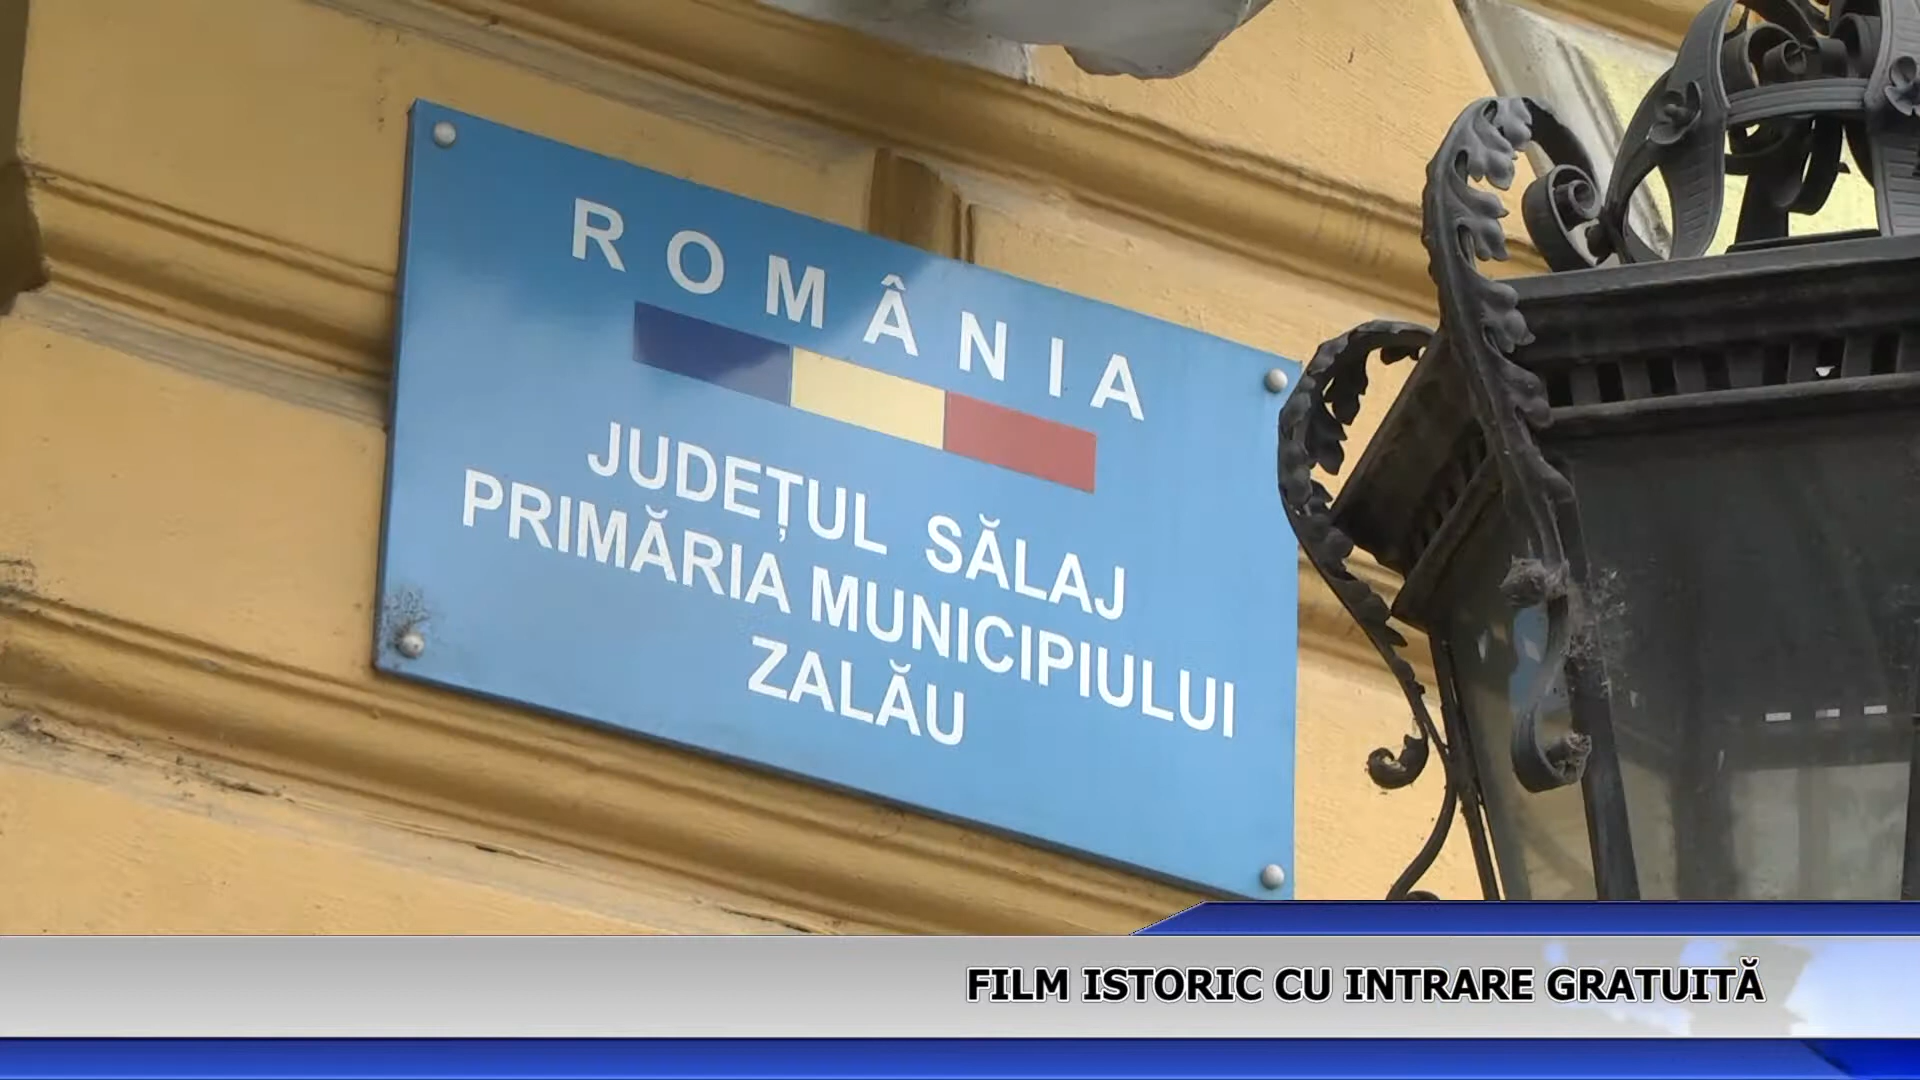 ROMÂNIA
JUDEȚUL SĂLAJ
PRIMĂRIA MUNICIPIULUI
ZALĂU
FILM ISTORIC CU INTRARE GRATUITĂ